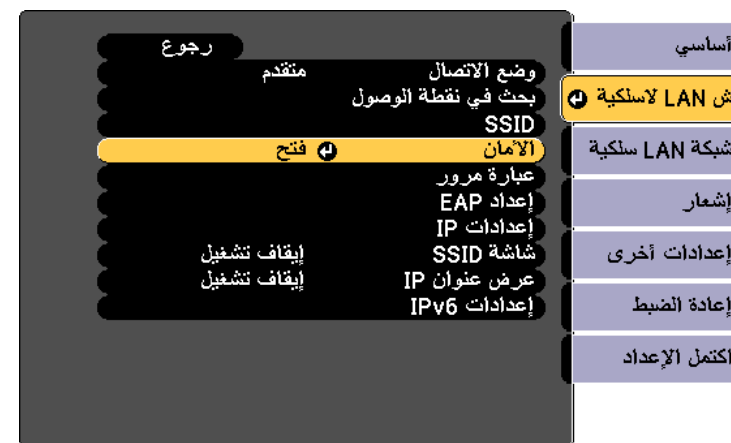 رجوع
وضع الاتصال متقدم
بحث في نقطة الوصول
SSID
الأمان فتح
عبارة مرور
إعداد EAP
إعدادات IP
شاشة SSID إيقاف تشغيل
عرض عنوان IP إيقاف تشغيل
إعدادات IPv6
أساسي
ش LAN لاسلكية
شبكة LAN سلكية
إشعار
إعدادات أخرى
إعادة الضبط
اكتمل الإعداد